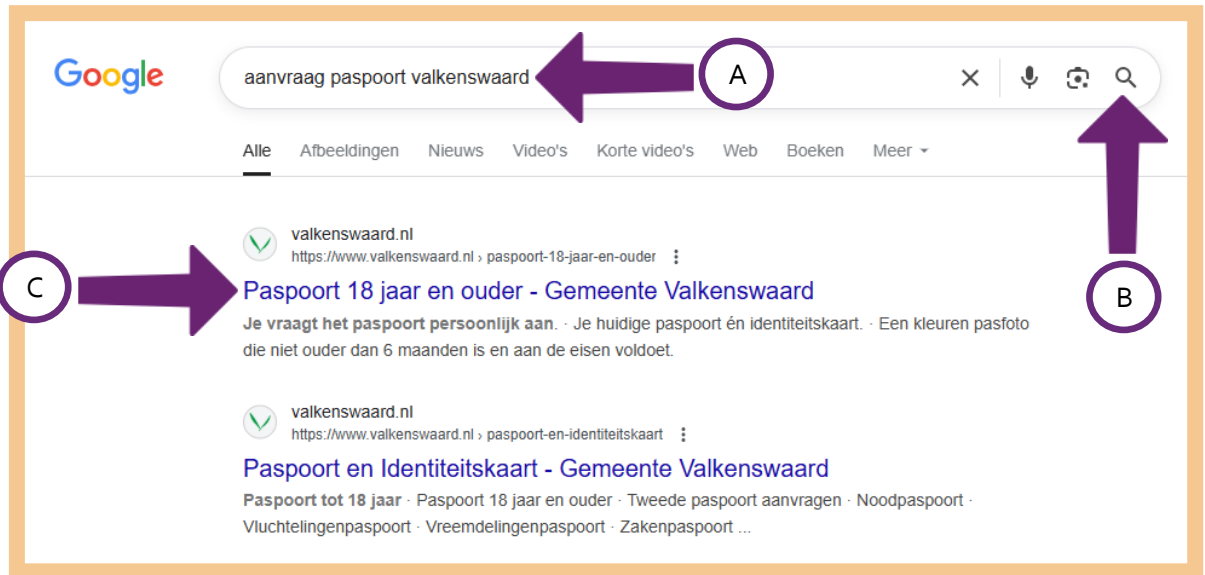 Google
aanvraag paspoort valkenswaard
A
Alle Afbeeldingen Nieuws Video's Korte video's Web Boeken Meer
valkenswaard.nl
https://www.valkenswaard.nl › paspoort-18-jaar-en-ouder
C
Paspoort 18 jaar en ouder - Gemeente Valkenswaard
B
Je vraagt het paspoort persoonlijk aan. · Je huidige paspoort én identiteitskaart. · Een kleuren pasfoto
die niet ouder dan 6 maanden is en aan de eisen voldoet.
valkenswaard.nl
https://www.valkenswaard.nl › paspoort-en-identiteitskaart
Paspoort en Identiteitskaart - Gemeente Valkenswaard
Paspoort tot 18 jaar · Paspoort 18 jaar en ouder · Tweede paspoort aanvragen · Noodpaspoort ·
Vluchtelingenpaspoort · Vreemdelingenpaspoort · Zakenpaspoort ...